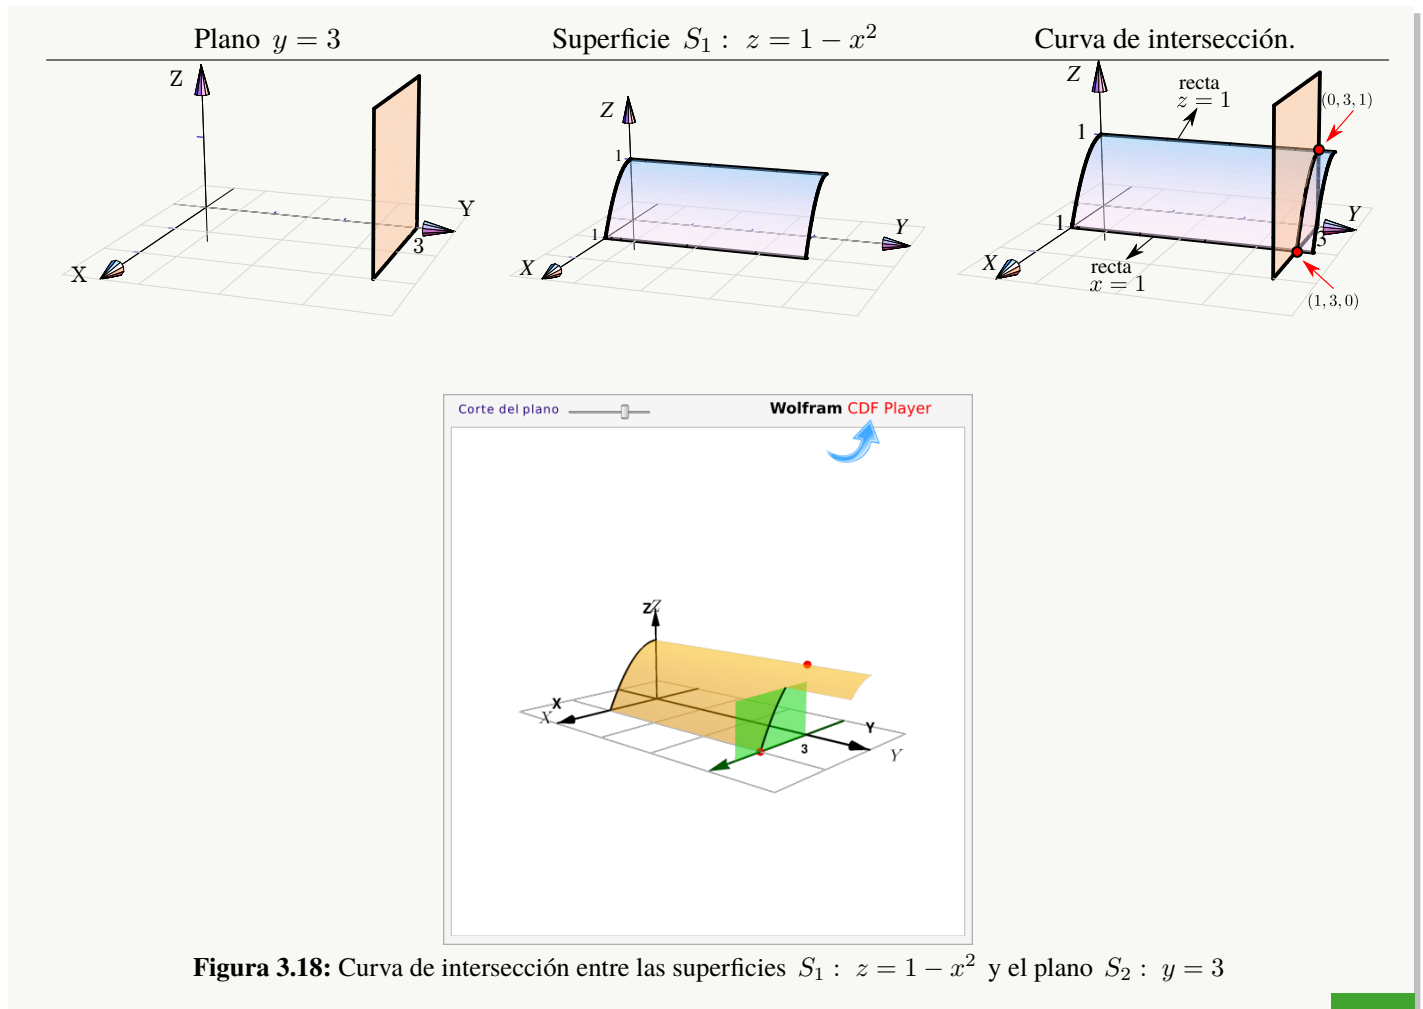 Plano y = 3
Superficie S₁ : z = 1 − x²
Curva de intersección.
Z
Y
3
X
Z
1
1
X
Y
Z
1
recta
z = 1
(0, 3, 1)
1
X
recta
x = 1
Y
3
(1, 3, 0)
Corte del plano
Wolfram CDF Player
Z Z
X
X
Y
3
Y
Figura 3.18: Curva de intersección entre las superficies S₁ : z = 1 − x² y el plano S₂ : y = 3